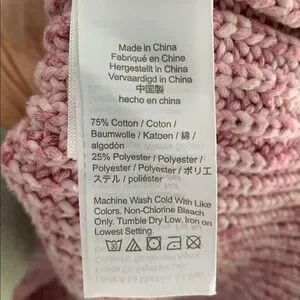 Made in China
Fabriqué en Chine
Hergestellt in China
Vervaardigd in China
中国製
hecho en china
75% Cotton / Coton /
Baumwolle / Katoen / 綿 /
algodón
25% Polyester / Polyester /
Polyester / Polyester / ポリエ
ステル / poliéster
Machine Wash Cold With Like
Colors. Non-Chlorine Bleach
Only. Tumble Dry Low. Iron on
Lowest Setting.